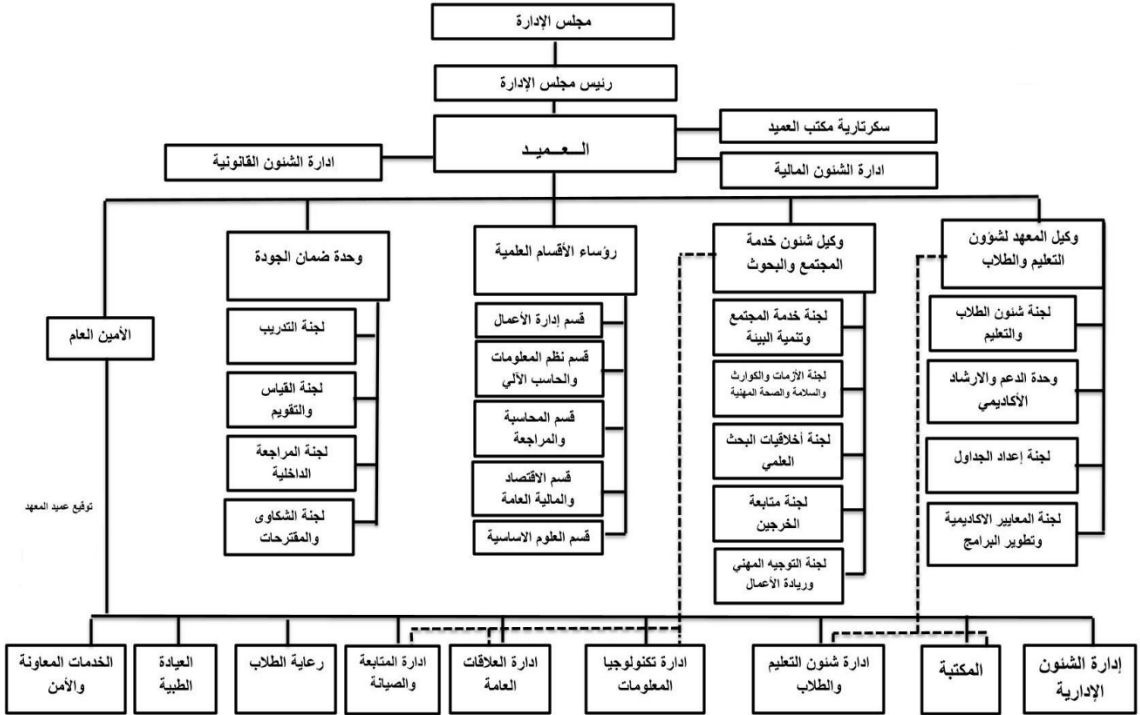 مجلس الإدارة
رئيس مجلس الإدارة
الـعـمـيـد
سكرتارية مكتب العميد
ادارة الشئون المالية
ادارة الشئون القانونية
وكيل المعهد لشؤون
التعليم والطلاب
لجنة شئون الطلاب
والتعليم
وحدة الدعم والارشاد
الأكاديمي
لجنة إعداد الجداول
لجنة المعايير الاكاديمية
وتطوير البرامج
وكيل شئون خدمة
المجتمع والبحوث
لجنة خدمة المجتمع
وتنمية البيئة
لجنة الأزمات والكوارث
والسلامة والصحة المهنية
لجنة أخلاقيات البحث
العلمي
لجنة متابعة
الخرجين
لجنة التوجيه المهني
وريادة الأعمال
رؤساء الأقسام العلمية
قسم إدارة الأعمال
قسم نظم المعلومات
والحاسب الآلي
قسم المحاسبة
والمراجعة
قسم الاقتصاد
والمالية العامة
قسم العلوم الاساسية
وحدة ضمان الجودة
لجنة التدريب
لجنة القياس
والتقويم
لجنة المراجعة
الداخلية
لجنة الشكاوى
والمقترحات
الأمين العام
توقيع عميد المعهد
إدارة الشئون
الإدارية
المكتبة
ادارة شئون التعليم
والطلاب
ادارة تكنولوجيا
المعلومات
ادارة العلاقات
العامة
ادارة المتابعة
والصيانة
رعاية الطلاب
العيادة
الطبية
الخدمات المعاونة
والأمن